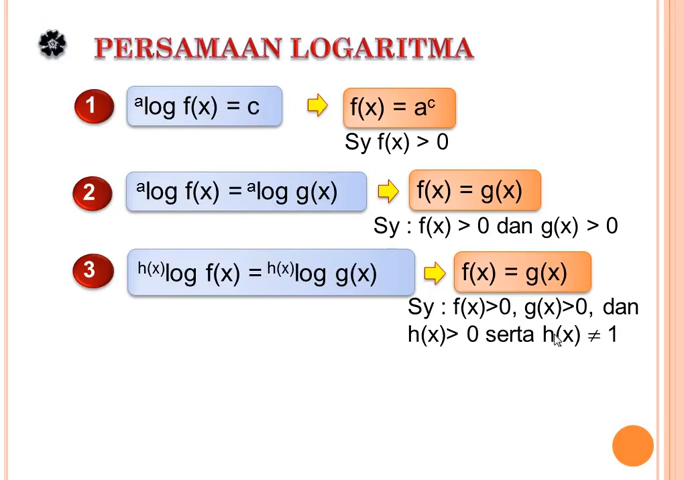 PERSAMAAN LOGARITMA
1 ᵃlog f(x) = c f(x) = aᶜ
Sy f(x) > 0
2 ᵃlog f(x) = ᵃlog g(x) f(x) = g(x)
Sy : f(x) > 0 dan g(x) > 0
3 ʰ⁽ˣ⁾log f(x) = ʰ⁽ˣ⁾log g(x) f(x) = g(x)
Sy : f(x)>0, g(x)>0, dan
h(x)> 0 serta h(x) ≠ 1